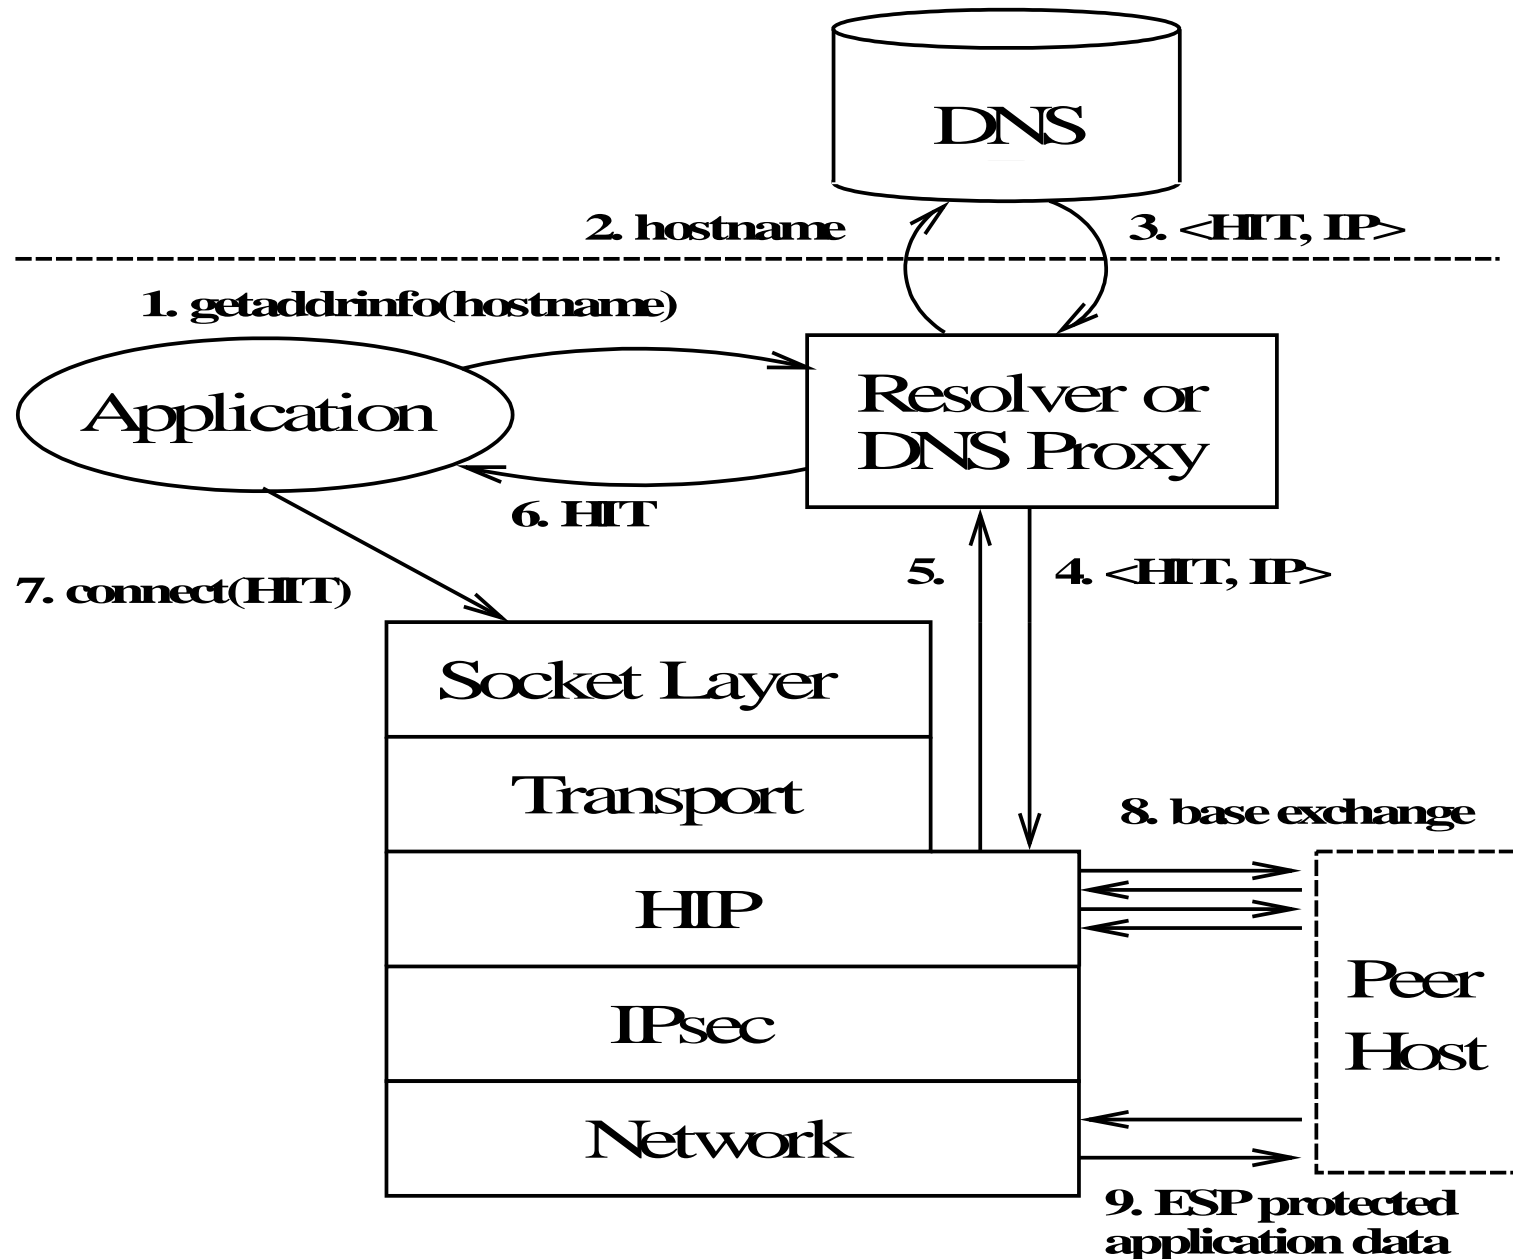 DNS
2. hostname
3. <HIT, IP>
1. getaddrinfo(hostname)
Application
Resolver or
DNS Proxy
6. HIT
7. connect(HIT)
5.
4. <HIT, IP>
Socket Layer
Transport
8. base exchange
HIP
Peer
Host
IPsec
Network
9. ESP protected
application data